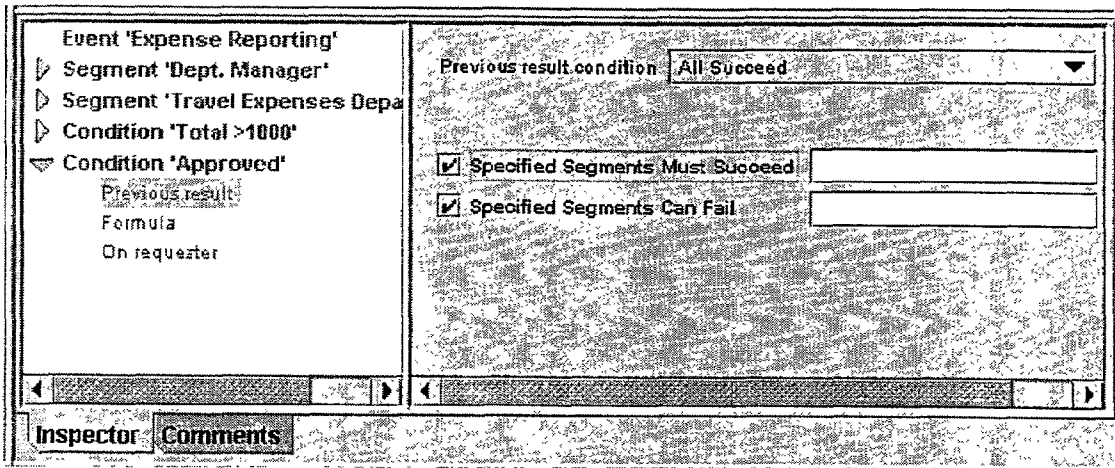 Event 'Expense Reporting'
Segment 'Dept. Manager'
Segment 'Travel Expenses Depa
Condition 'Total >1000'
Condition 'Approved'
Previous result
Formula
On requester
Previous result condition All Succeed
Specified Segments Must Succeed
Specified Segments Can Fail
Inspector Comments